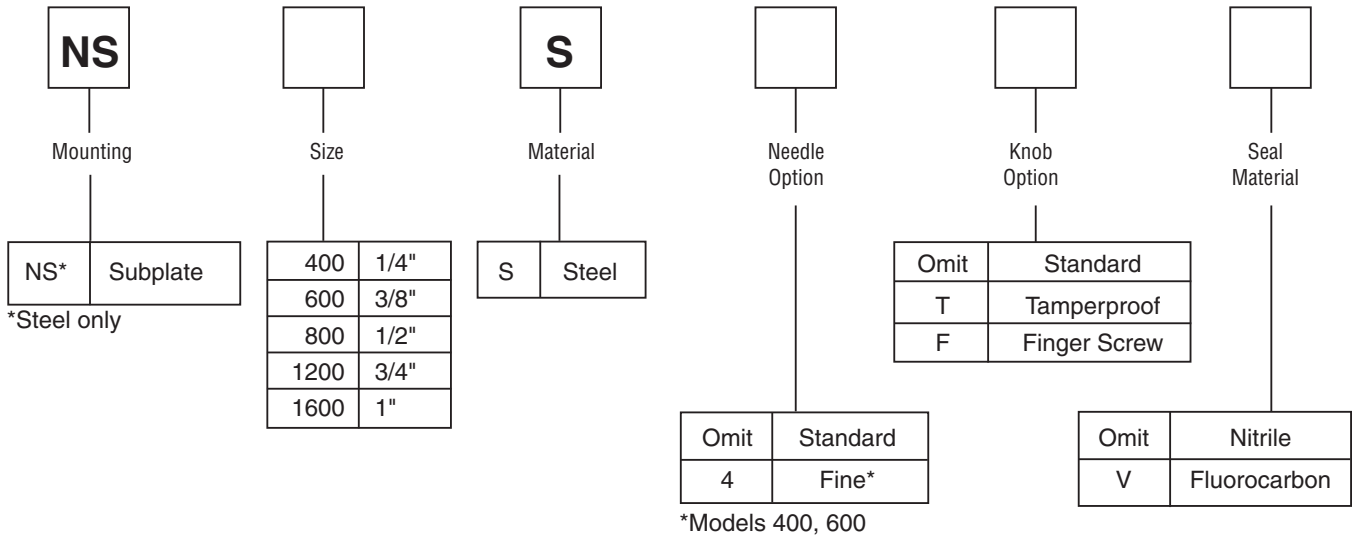 NS S
Mounting Size Material Needle Option Knob Option Seal Material
NS* Subplate
*Steel only
400 1/4"
600 3/8"
800 1/2"
1200 3/4"
1600 1"
S Steel
Omit Standard
T Tamperproof
F Finger Screw
Omit Standard
4 Fine*
*Models 400, 600
Omit Nitrile
V Fluorocarbon